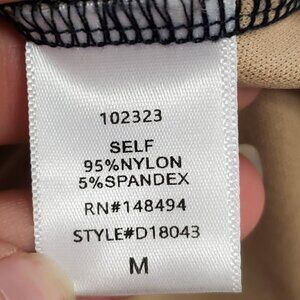 102323
SELF
95%NYLON
5%SPANDEX
RN#148494
STYLE#D18043
M